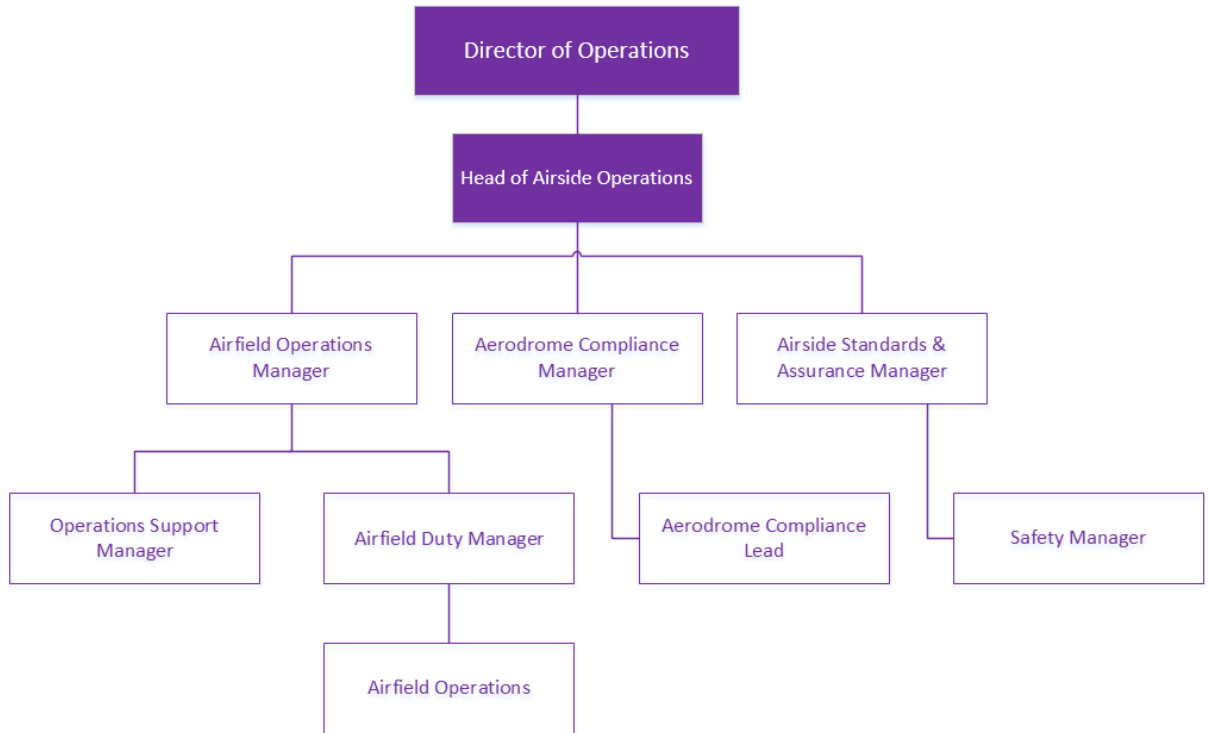 Director of Operations
Head of Airside Operations
Airfield Operations
Manager
Aerodrome Compliance
Manager
Airside Standards &
Assurance Manager
Operations Support
Manager
Airfield Duty Manager
Aerodrome Compliance
Lead
Safety Manager
Airfield Operations